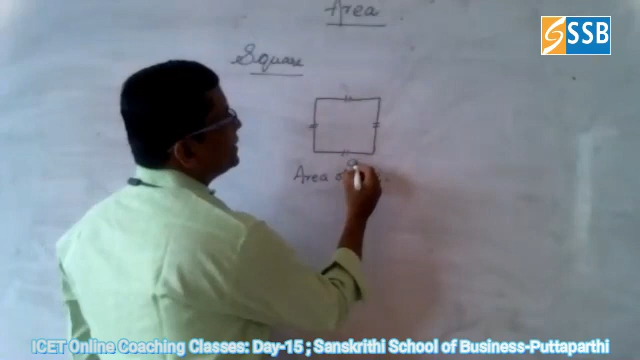 Area
SSB
Square
a
Area of
ICET Online Coaching Classes: Day-15 ; Sanskrithi School of Business-Puttaparthi